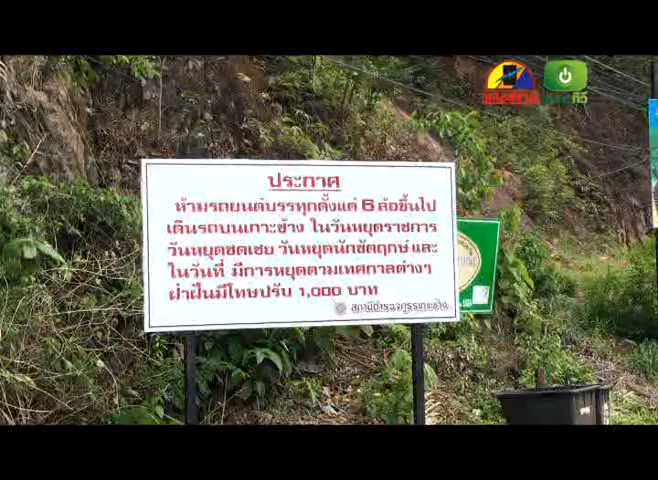 ประกาศ
ห้ามรถยนต์บรรทุกตั้งแต่ 6 ล้อขึ้นไป
เดินรถบนเกาะช้าง ในวันหยุดราชการ
วันหยุดชดเชย วันหยุดนักขัตฤกษ์ และ
ในวันที่ มีการหยุดตามเทศกาลต่างๆ
ฝ่าฝืนมีโทษปรับ 1,000 บาท
สถานีตำรวจภูธรเกาะช้าง